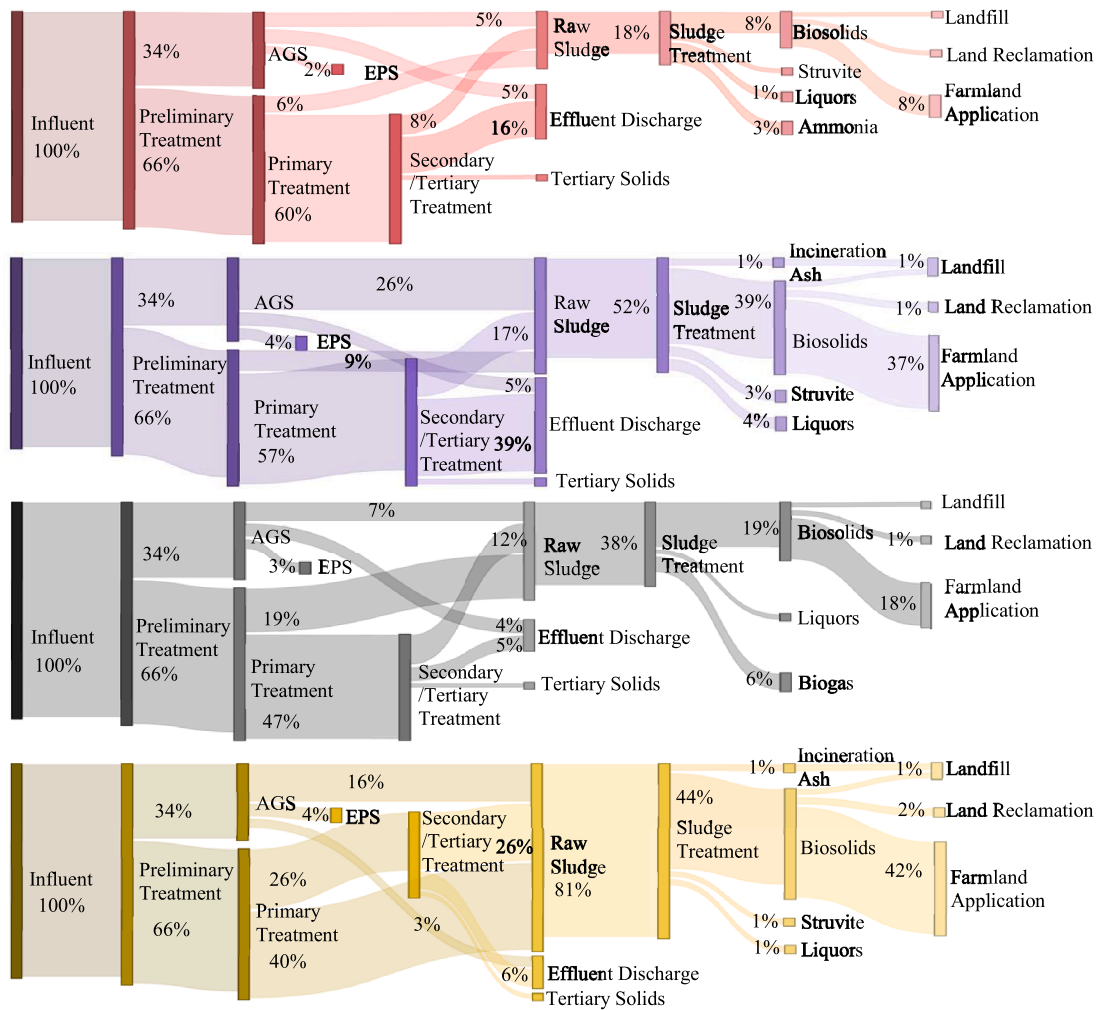 Influent
100%
34%
Preliminary
Treatment
66%
AGS
2%
EPS
6%
Primary
Treatment
60%
5%
8%
Secondary
/Tertiary
Treatment
5%
16%
Raw
Sludge
18%
Effluent Discharge
Tertiary Solids
Sludge
Treatment
8%
Biosolids
Struvite
1%
Liquors
3%
Ammonia
Landfill
Land Reclamation
8%
Farmland
Application
Influent
100%
34%
Preliminary
Treatment
66%
AGS
4%
EPS
9%
Primary
Treatment
57%
26%
17%
5%
Secondary
/Tertiary
Treatment
39%
Raw
Sludge
52%
Effluent Discharge
Tertiary Solids
Sludge
Treatment
1%
Incineration
Ash
39%
Biosolids
3%
Struvite
4%
Liquors
1%
Landfill
1%
Land Reclamation
37%
Farmland
Application
Influent
100%
34%
Preliminary
Treatment
66%
AGS
3%
EPS
19%
Primary
Treatment
47%
7%
12%
4%
5%
Secondary
/Tertiary
Treatment
Raw
Sludge
38%
Effluent Discharge
Tertiary Solids
Sludge
Treatment
19%
Biosolids
Liquors
6%
Biogas
Landfill
1%
Land Reclamation
18%
Farmland
Application
Influent
100%
34%
Preliminary
Treatment
66%
AGS
4%
EPS
26%
Primary
Treatment
40%
16%
Secondary
/Tertiary
Treatment
26%
3%
6%
Raw
Sludge
81%
Effluent Discharge
Tertiary Solids
44%
Sludge
Treatment
1%
Incineration
Ash
Biosolids
1%
Struvite
1%
Liquors
1%
Landfill
2%
Land Reclamation
42%
Farmland
Application